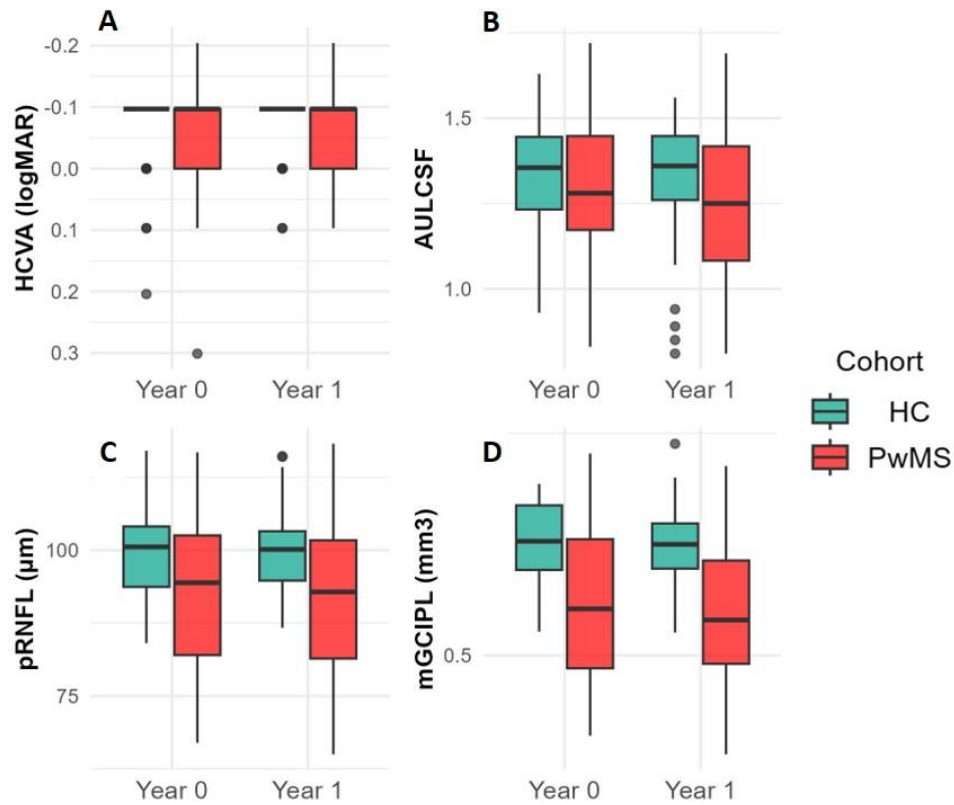 A
HCVA (logMAR)
-0.2
-0.1
0.0
0.1
0.2
0.3
Year 0 Year 1
B
AULCSF
1.5
1.0
Year 0 Year 1
Cohort
HC
PwMS
C
pRNFL (μm)
100
75
Year 0 Year 1
D
mGCIPL (mm3)
0.5
Year 0 Year 1